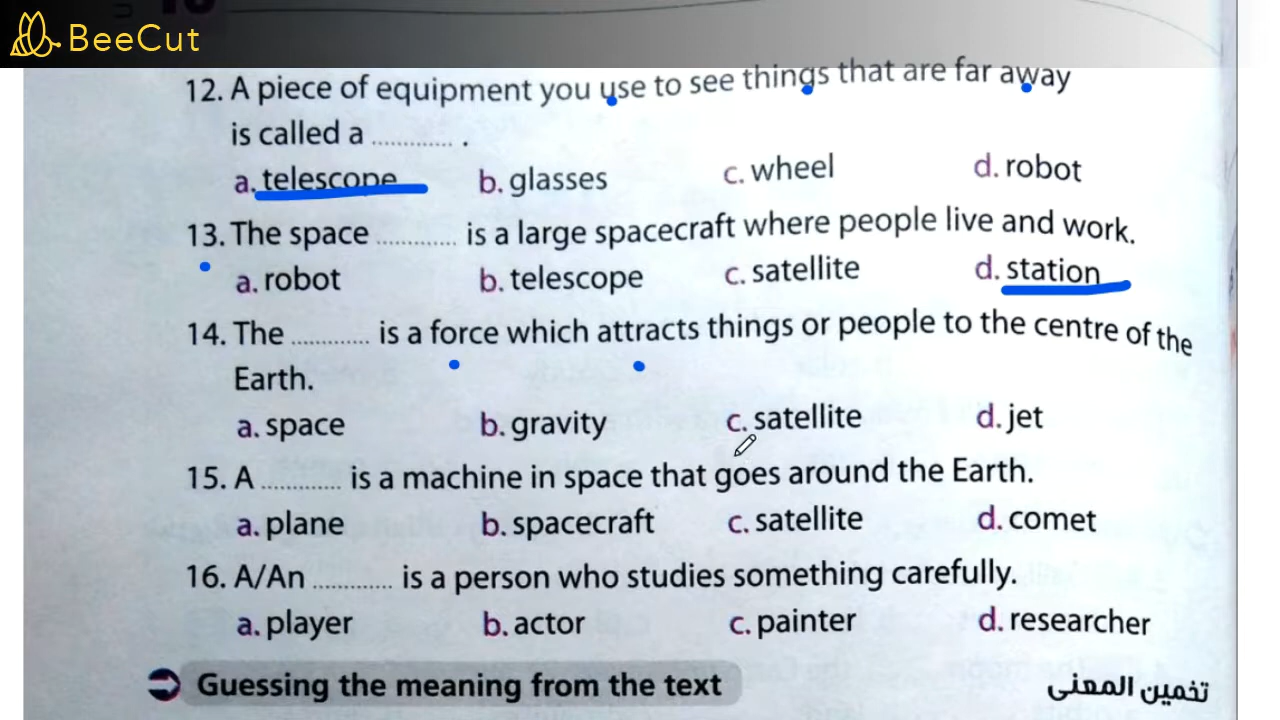 BeeCut
12. A piece of equipment you use to see things that are far away
is called a ............. .
a. telescope b. glasses c. wheel d. robot
13. The space ............. is a large spacecraft where people live and work.
a. robot b. telescope c. satellite d. station
14. The ............. is a force which attracts things or people to the centre of the
Earth.
a. space b. gravity c. satellite d. jet
15. A ............. is a machine in space that goes around the Earth.
a. plane b. spacecraft c. satellite d. comet
16. A/An ............. is a person who studies something carefully.
a. player b. actor c. painter d. researcher
Guessing the meaning from the text تخمين المعنى